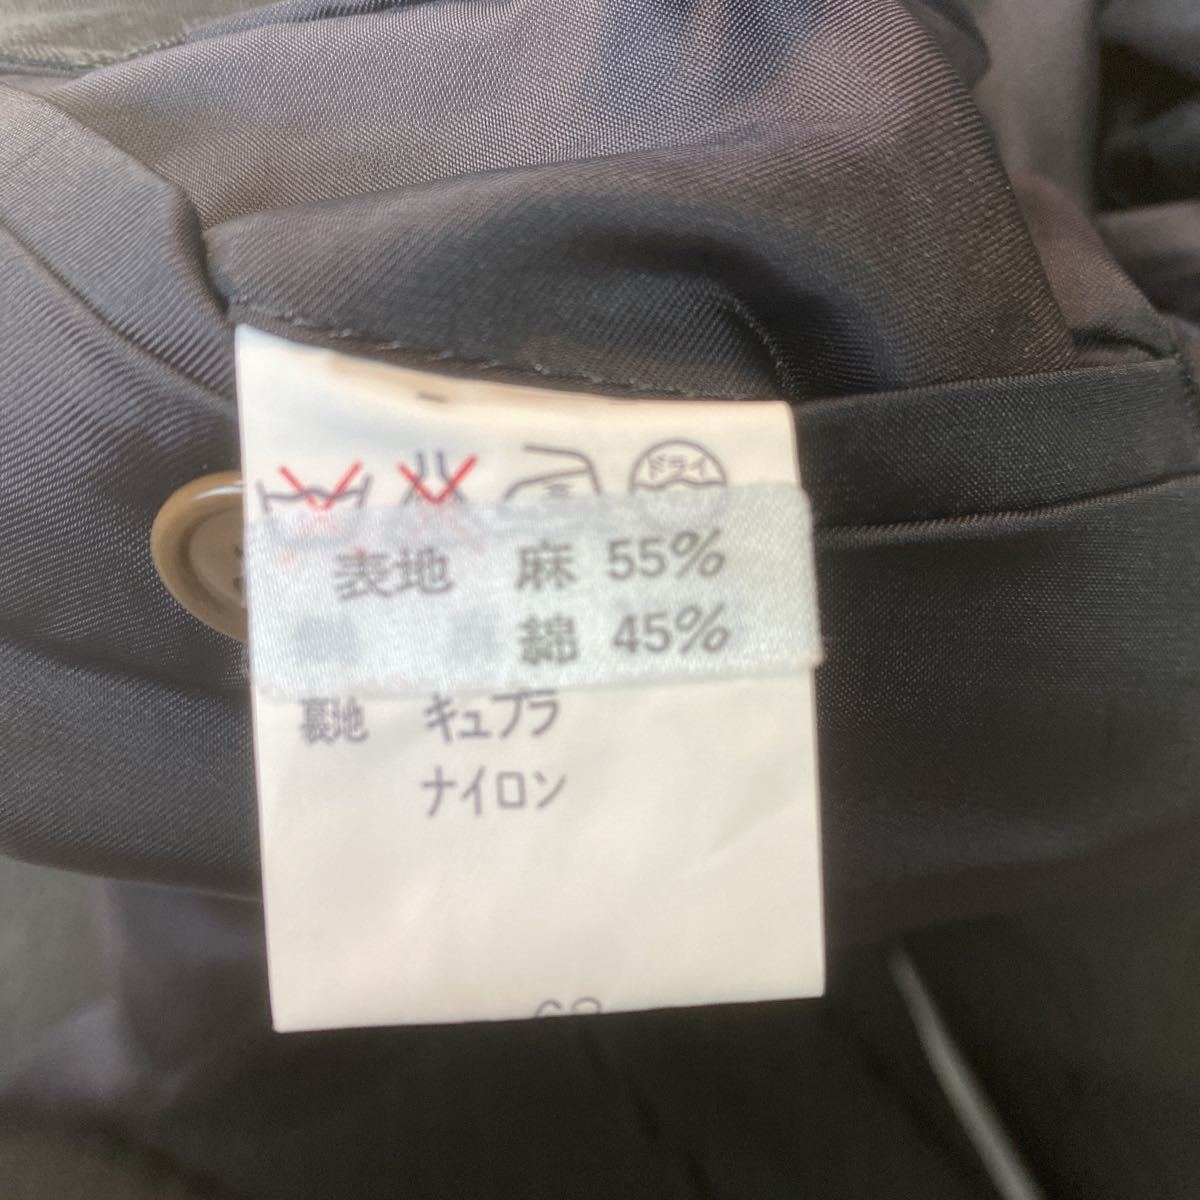 ドライ
表地 麻 55%
綿 45%
裏地 キュプラ
ナイロン